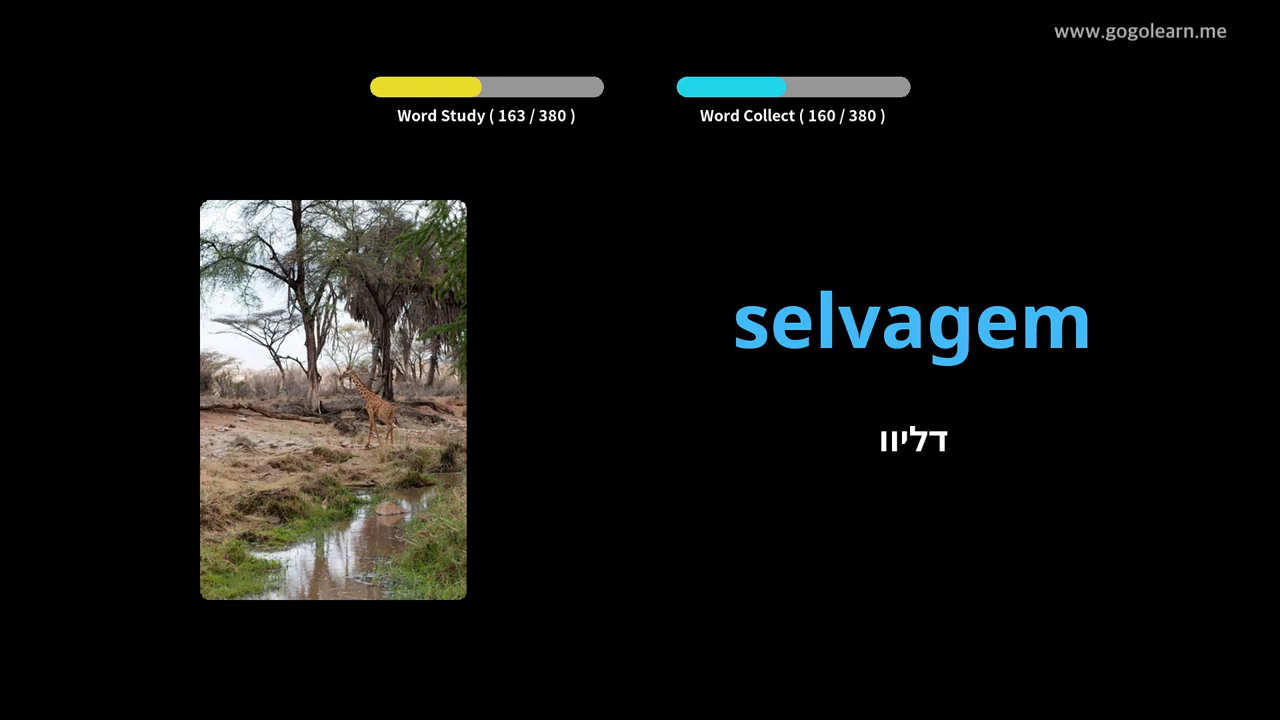 www.gogolearn.me
Word Study ( 163 / 380 )
Word Collect ( 160 / 380 )
selvagem
דליוו